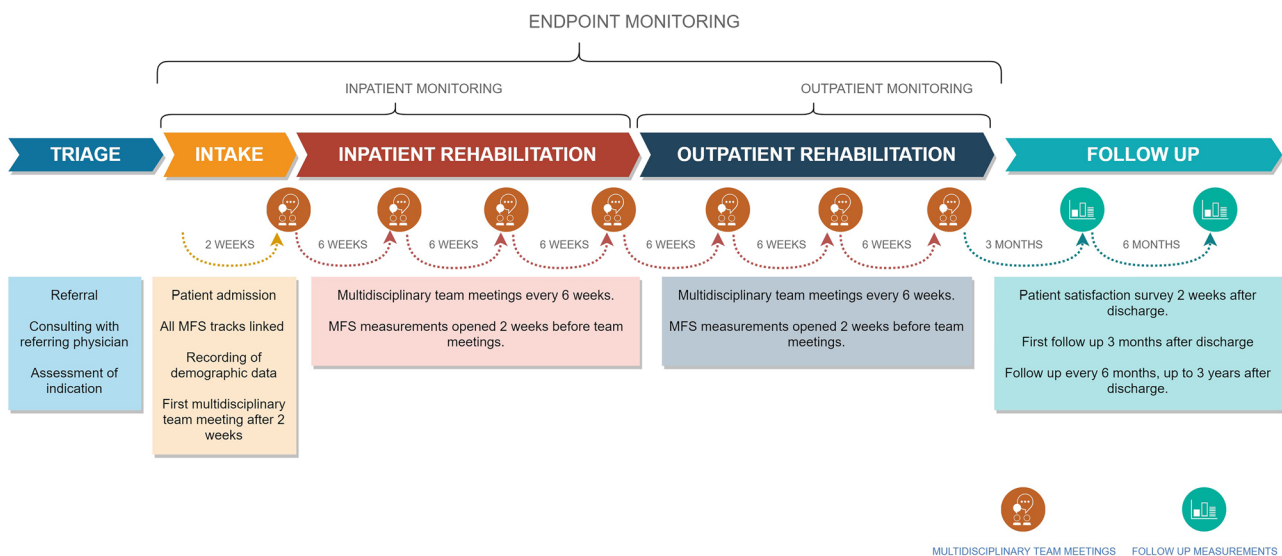 ENDPOINT MONITORING
INPATIENT MONITORING
OUTPATIENT MONITORING
TRIAGE
INTAKE
INPATIENT REHABILITATION
OUTPATIENT REHABILITATION
FOLLOW UP
2 WEEKS
6 WEEKS
6 WEEKS
6 WEEKS
6 WEEKS
6 WEEKS
6 WEEKS
3 MONTHS
6 MONTHS
Referral
Consulting with
referring physician
Assessment of
indication
Patient admission
All MFS tracks linked
Recording of
demographic data
First multidisciplinary
team meeting after 2
weeks
Multidisciplinary team meetings every 6 weeks.
MFS measurements opened 2 weeks before team
meetings.
Multidisciplinary team meetings every 6 weeks.
MFS measurements opened 2 weeks before team
meetings.
Patient satisfaction survey 2 weeks after
discharge.
First follow up 3 months after discharge
Follow up every 6 months, up to 3 years after
discharge.
MULTIDISCIPLINARY TEAM MEETINGS
FOLLOW UP MEASUREMENTS